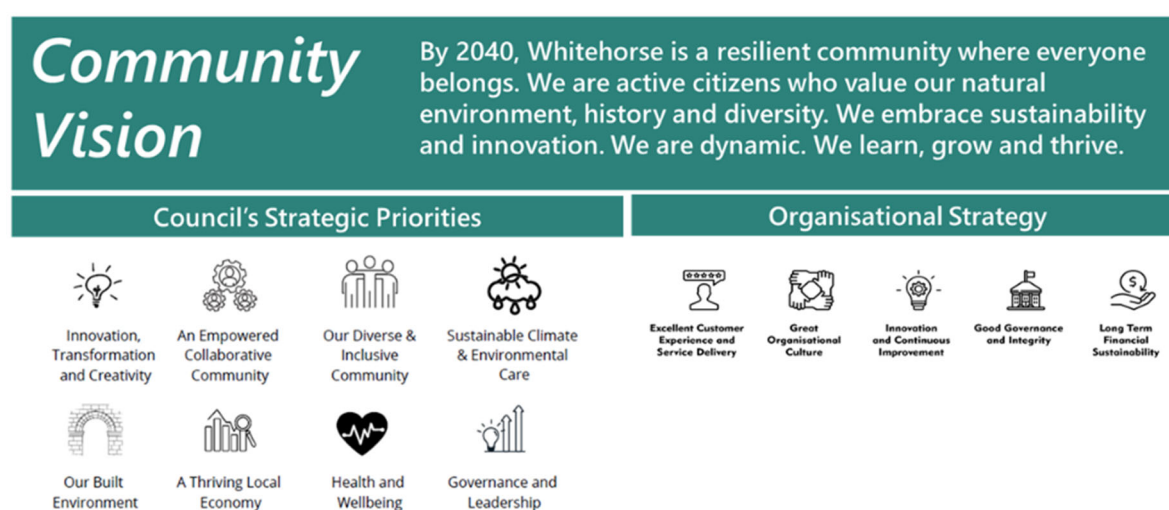 Community
Vision
By 2040, Whitehorse is a resilient community where everyone
belongs. We are active citizens who value our natural
environment, history and diversity. We embrace sustainability
and innovation. We are dynamic. We learn, grow and thrive.
Council's Strategic Priorities
Innovation,
Transformation
and Creativity
An Empowered
Collaborative
Community
Our Diverse &
Inclusive
Community
Sustainable Climate
& Environmental
Care
Our Built
Environment
A Thriving Local
Economy
Health and
Wellbeing
Governance and
Leadership
Organisational Strategy
Excellent Customer
Experience and
Service Delivery
Great
Organisational
Culture
Innovation
and Continuous
Improvement
Good Governance
and Integrity
$
Long Term
Financial
Sustainability